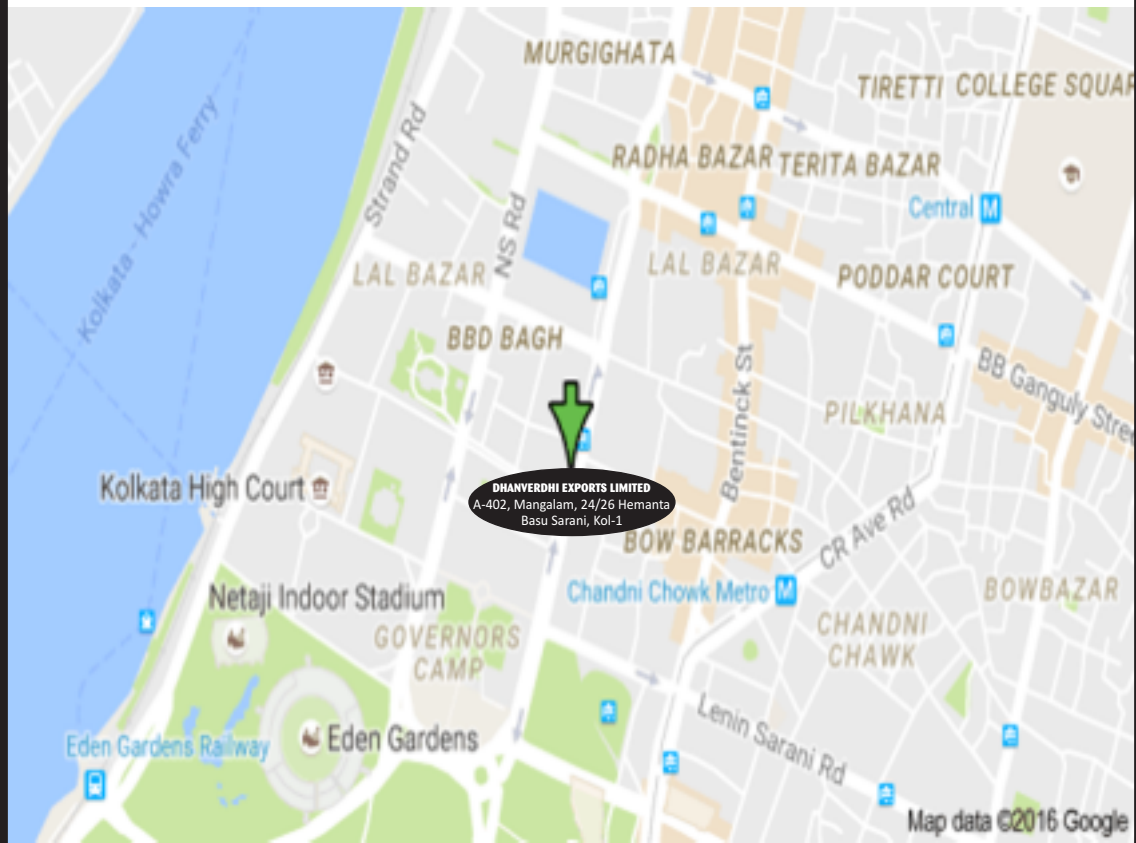 MURGIGHATA
TIRETTI
COLLEGE SQUAR
Kolkata - Howra Ferry
Strand Rd
RADHA BAZAR
TERITA BAZAR
Central M
NS Rd
LAL BAZAR
LAL BAZAR
PODDAR COURT
BBD BAGH
BB Ganguly Stree
Bentinck St
PILKHANA
Kolkata High Court
DHANVERDHI EXPORTS LIMITED
A-402, Mangalam, 24/26 Hemanta
Basu Sarani, Kol-1
BOW BARRACKS
CR Ave Rd
Chandni Chowk Metro M
BOWBAZAR
Netaji Indoor Stadium
GOVERNORS
CAMP
CHANDNI
CHAWK
Lenin Sarani Rd
Eden Gardens Railway
Eden Gardens
Map data ©2016 Google